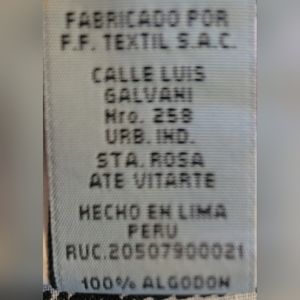 FABRICADO POR
F.F. TEXTIL S.A.C.
CALLE LUIS
GALVANI
Nro. 258
URB. IND.
STA. ROSA
ATE VITARTE
HECHO EN LIMA
PERU
RUC.20507900021
100% ALGODON